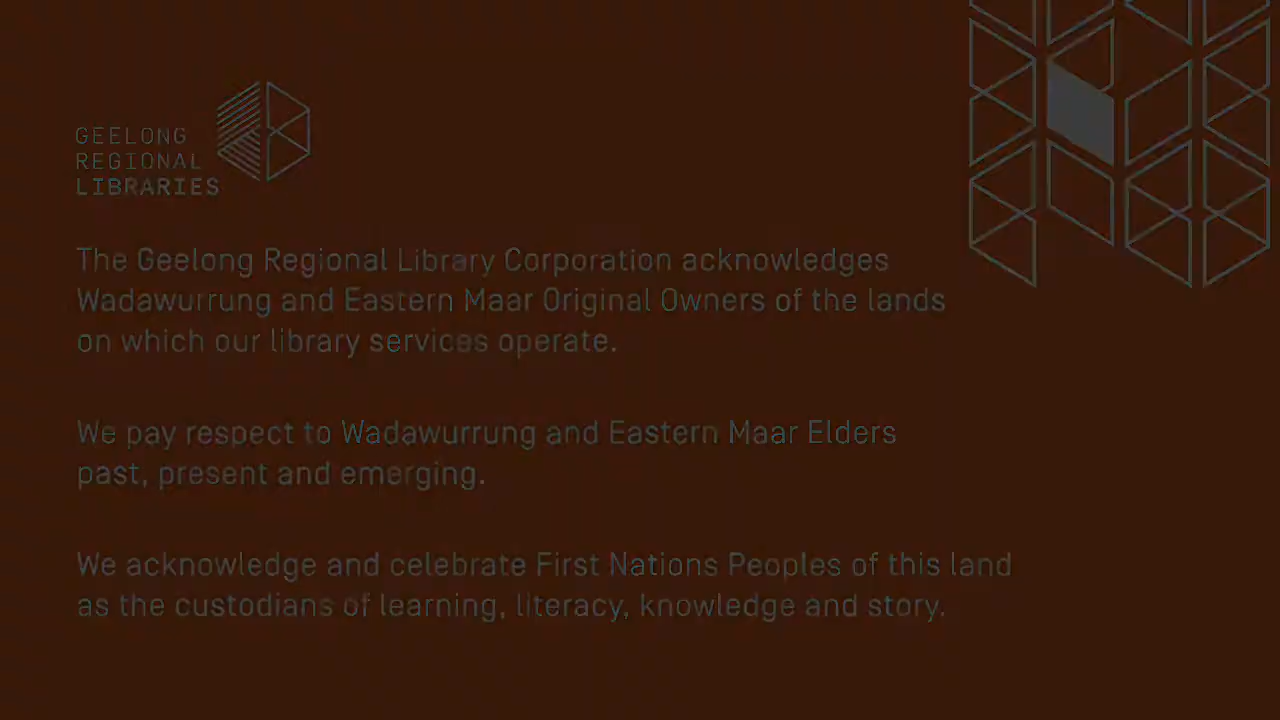 GEELONG
REGIONAL
LIBRARIES
The Geelong Regional Library Corporation acknowledges
Wadawurrung and Eastern Maar Original Owners of the lands
on which our library services operate.
We pay respect to Wadawurrung and Eastern Maar Elders
past, present and emerging.
We acknowledge and celebrate First Nations Peoples of this land
as the custodians of learning, literacy, knowledge and story.